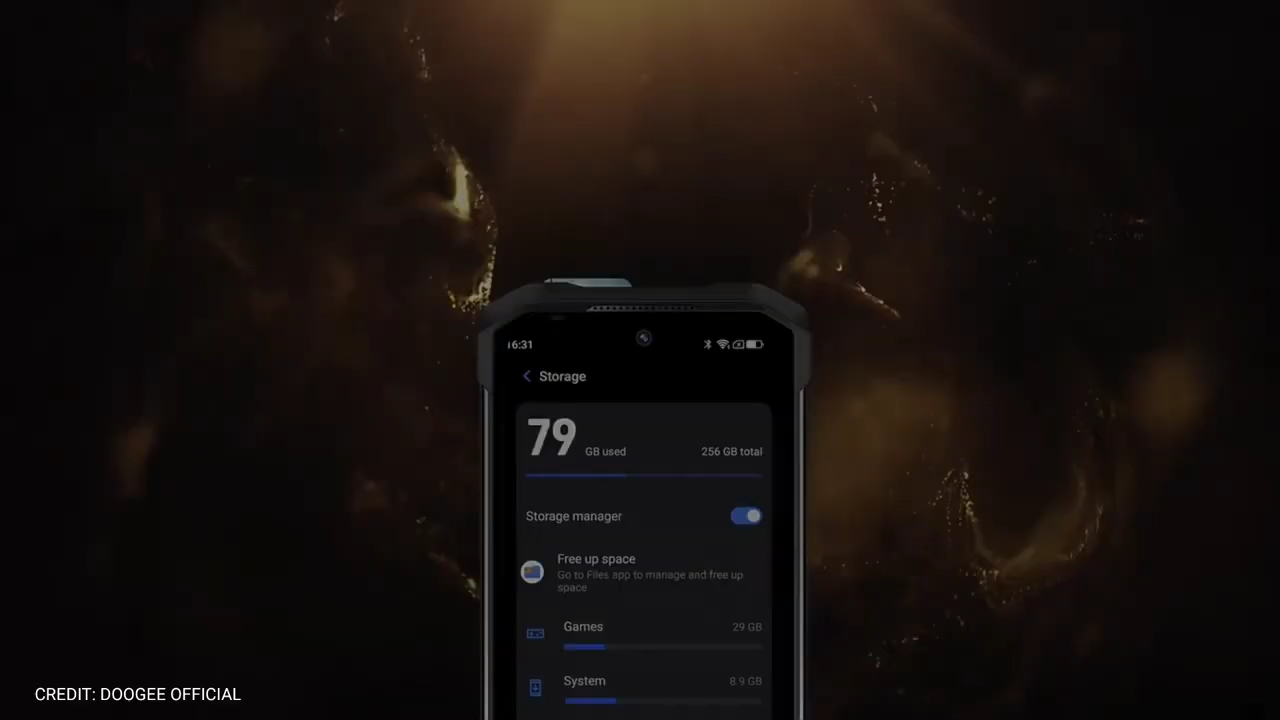 16:31
Storage
79 GB used 256 GB total
Storage manager
Free up space
Go to Files app to manage and free up
space
Games 29 GB
System 8.9 GB
CREDIT: DOOGEE OFFICIAL